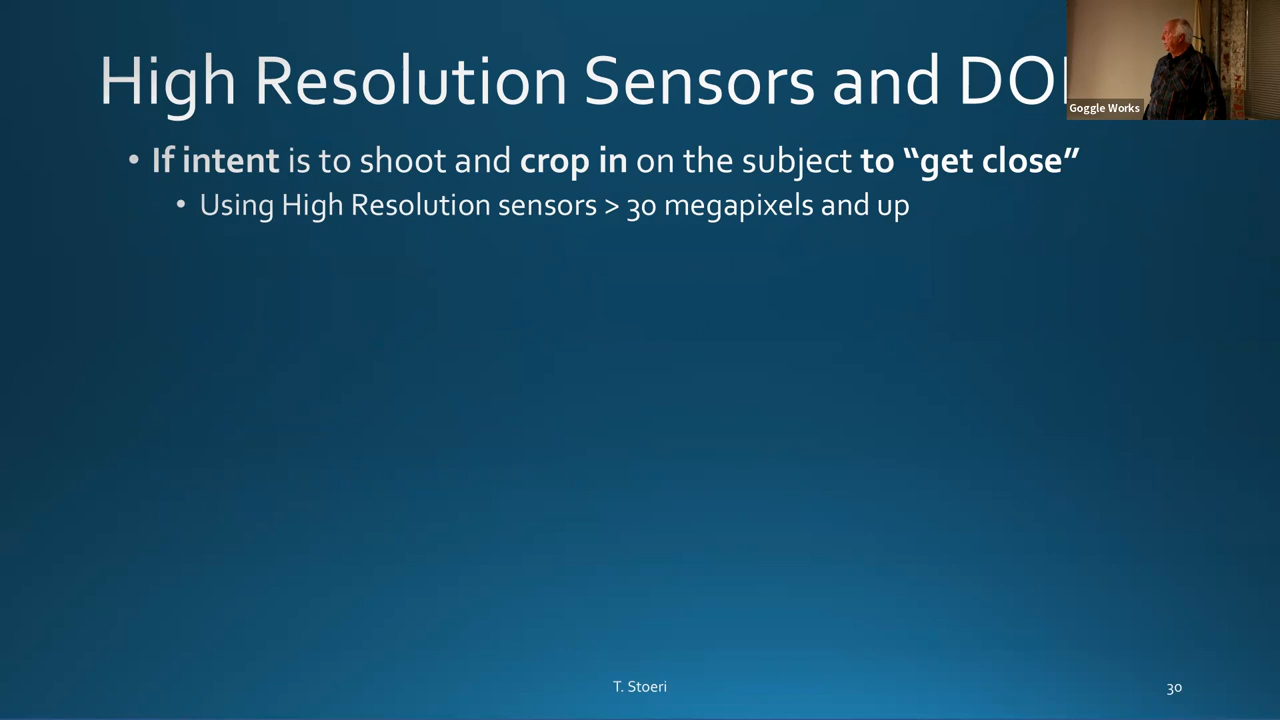 High Resolution Sensors and DO
Goggle Works
• If intent is to shoot and crop in on the subject to “get close”
• Using High Resolution sensors > 30 megapixels and up
T. Stoeri
30